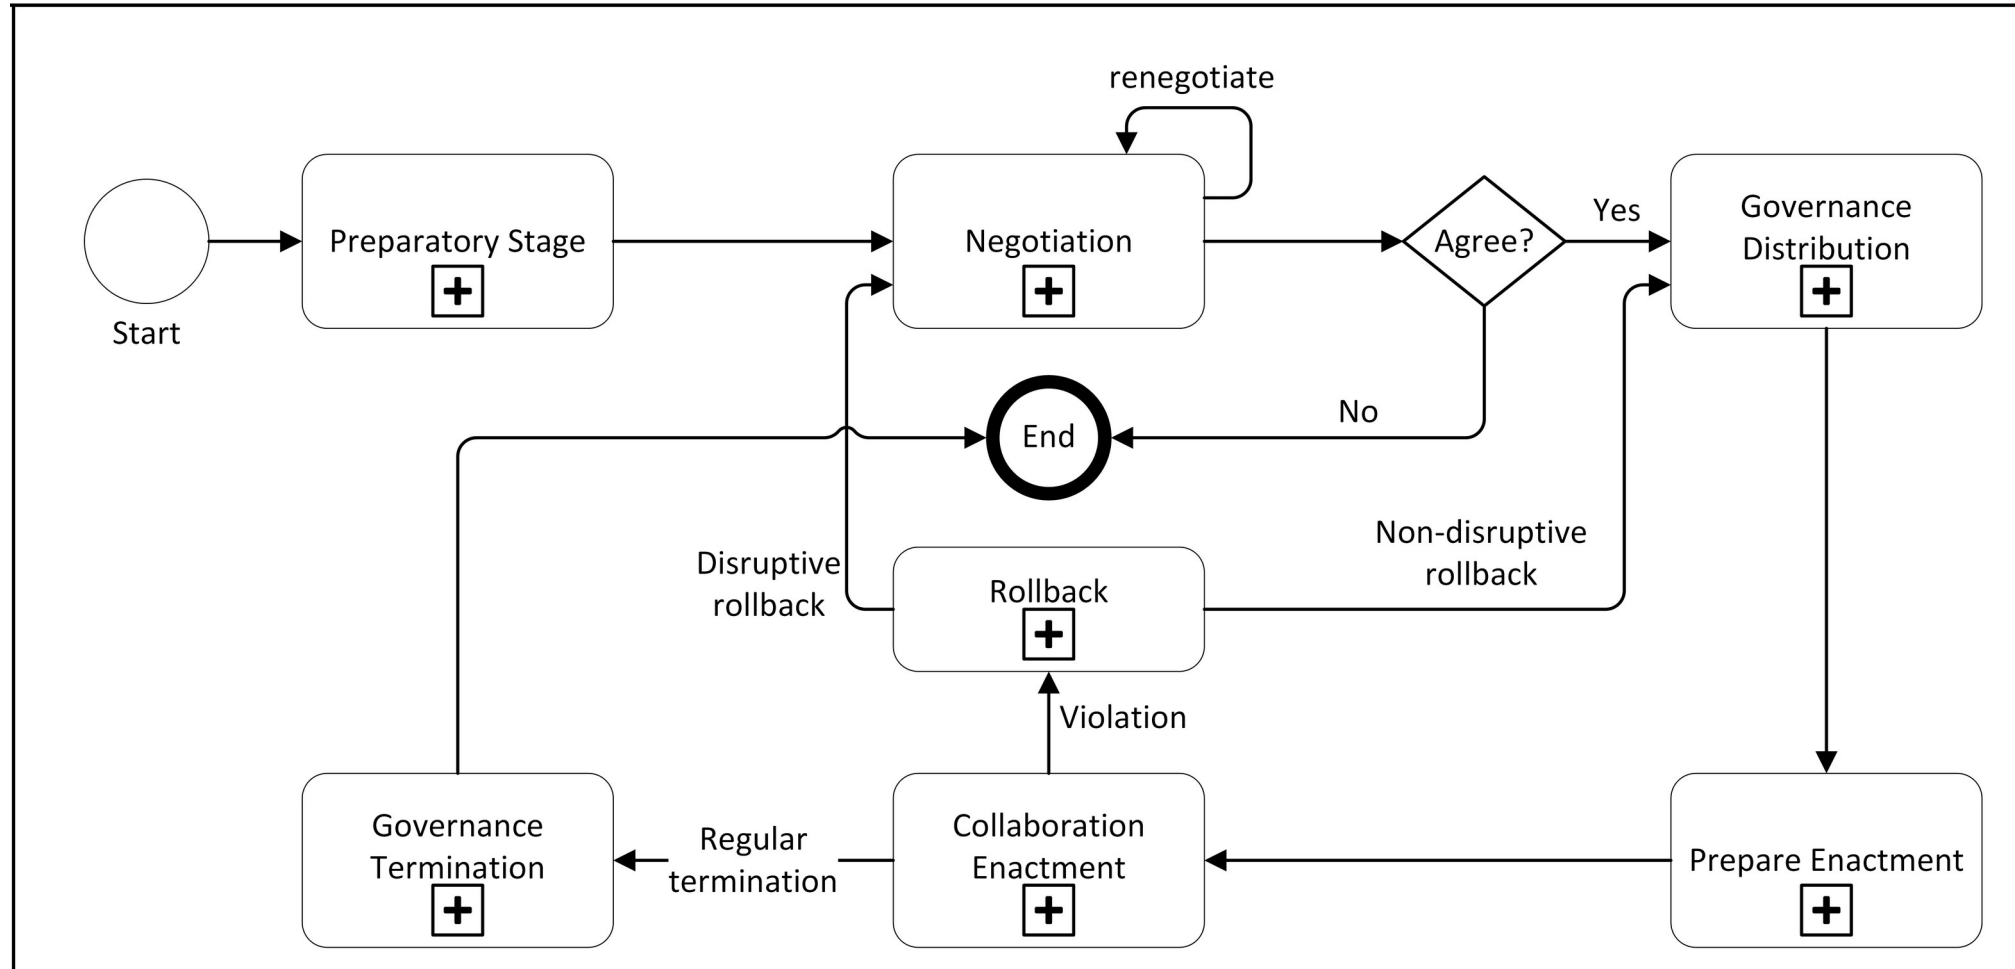 renegotiate
Start
Preparatory Stage
Negotiation
Agree?
Yes
Governance
Distribution
End
No
Disruptive
rollback
Rollback
Non-disruptive
rollback
Violation
Governance
Termination
Regular
termination
Collaboration
Enactment
Prepare Enactment